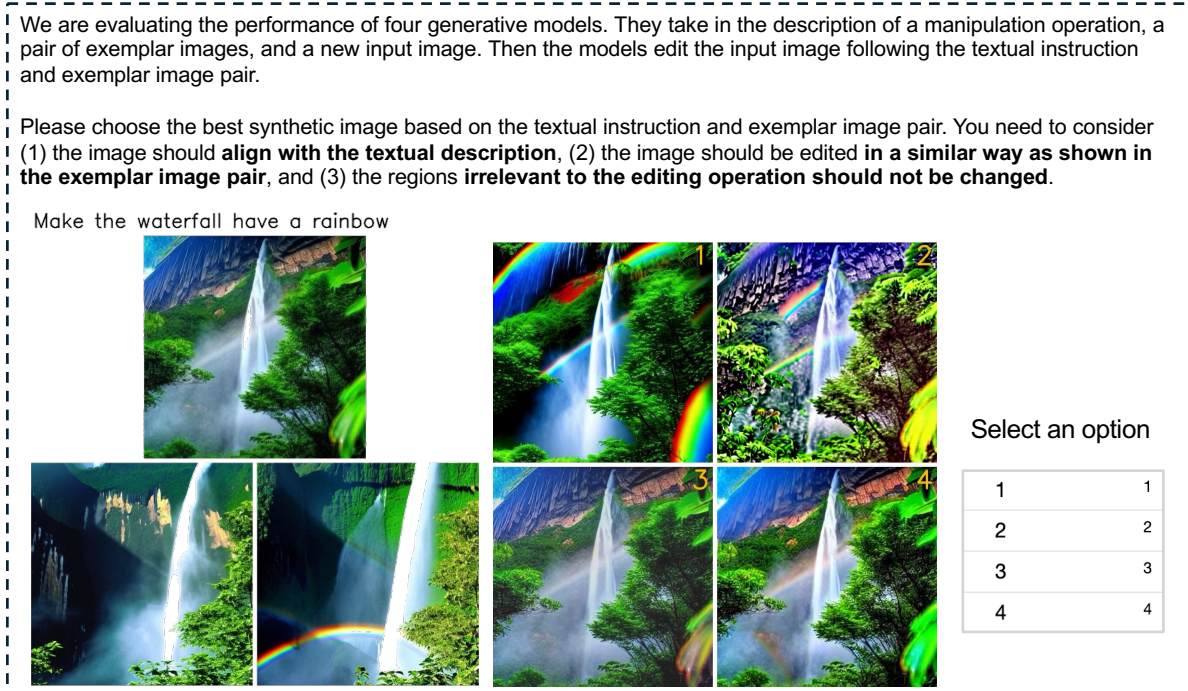 We are evaluating the performance of four generative models. They take in the description of a manipulation operation, a
pair of exemplar images, and a new input image. Then the models edit the input image following the textual instruction
and exemplar image pair.
Please choose the best synthetic image based on the textual instruction and exemplar image pair. You need to consider
(1) the image should align with the textual description, (2) the image should be edited in a similar way as shown in
the exemplar image pair, and (3) the regions irrelevant to the editing operation should not be changed.
Make the waterfall have a rainbow
1
2
3
4
Select an option
1 1
2 2
3 3
4 4